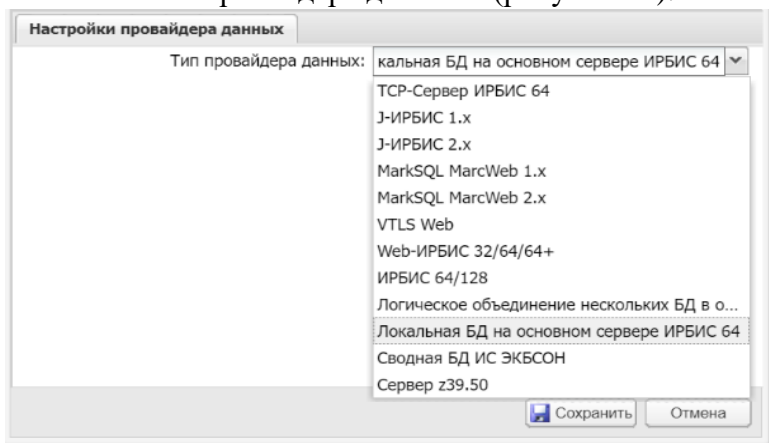 Настройки провайдера данных
Тип провайдера данных: кальная БД на основном сервере ИРБИС 64
TCP-Сервер ИРБИС 64
J-ИРБИС 1.x
J-ИРБИС 2.x
MarkSQL MarcWeb 1.x
MarkSQL MarcWeb 2.x
VTLS Web
Web-ИРБИС 32/64/64+
ИРБИС 64/128
Логическое объединение нескольких БД в о...
Локальная БД на основном сервере ИРБИС 64
Сводная БД ИС ЭКБСОН
Сервер z39.50
Сохранить Отмена